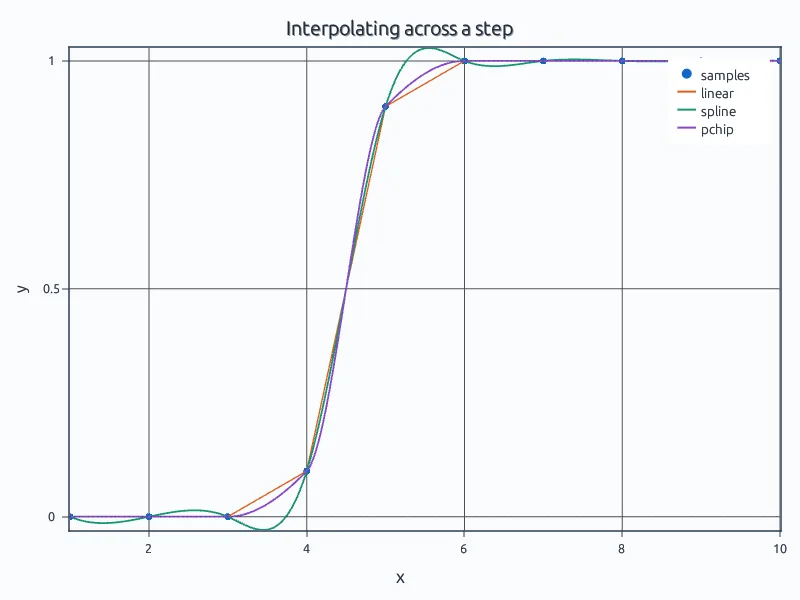 Interpolating across a step
1
samples
linear
spline
pchip
y
0.5
0
2
4
6
8
10
x